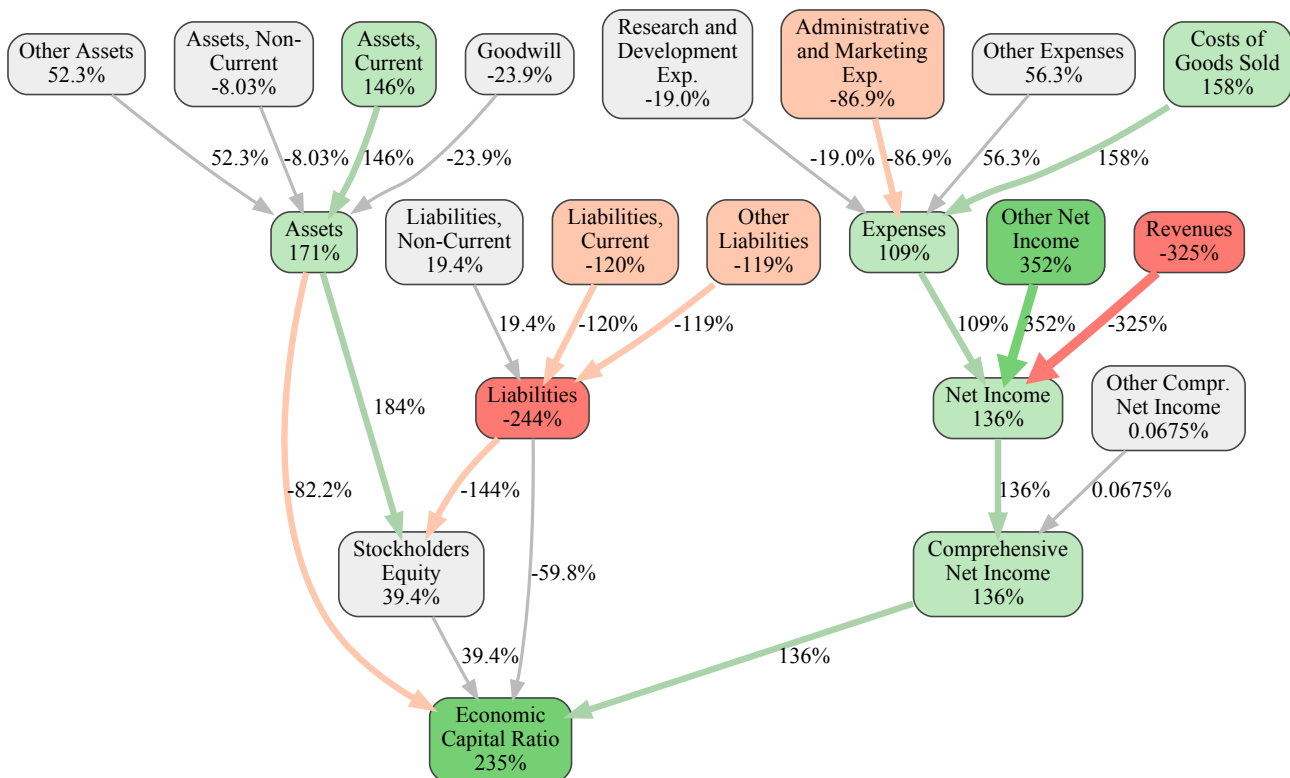 Other Assets
52.3%
Assets, Non-
Current
-8.03%
Assets,
Current
146%
Goodwill
-23.9%
Research and
Development
Exp.
-19.0%
Administrative
and Marketing
Exp.
-86.9%
Other Expenses
56.3%
Costs of
Goods Sold
158%
52.3%
-8.03%
146%
-23.9%
-19.0%
-86.9%
56.3%
158%
Assets
171%
Liabilities,
Non-Current
19.4%
Liabilities,
Current
-120%
Other
Liabilities
-119%
Expenses
109%
Other Net
Income
352%
Revenues
-325%
19.4%
-120%
-119%
109%
352%
-325%
184%
Liabilities
-244%
Net Income
136%
Other Compr.
Net Income
0.0675%
-82.2%
-144%
-59.8%
136%
0.0675%
Stockholders
Equity
39.4%
Comprehensive
Net Income
136%
39.4%
136%
Economic
Capital Ratio
235%